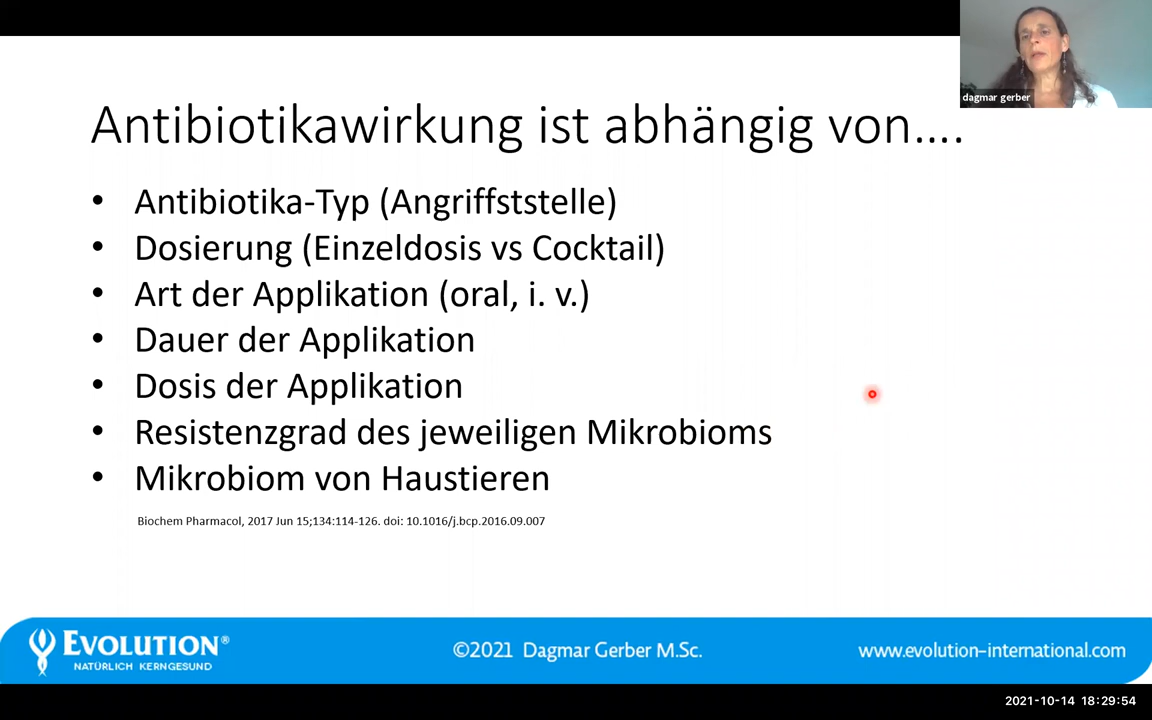 dagmar gerber
Antibiotikawirkung ist abhängig von....
• Antibiotika-Typ (Angriffststelle)
• Dosierung (Einzeldosis vs Cocktail)
• Art der Applikation (oral, i. v.)
• Dauer der Applikation
• Dosis der Applikation
• Resistenzgrad des jeweiligen Mikrobioms
• Mikrobiom von Haustieren
Biochem Pharmacol, 2017 Jun 15;134:114-126. doi: 10.1016/j.bcp.2016.09.007
EVOLUTION®
NATÜRLICH KERNGESUND
©2021 Dagmar Gerber M.Sc.
www.evolution-international.com
2021-10-14 18:29:54